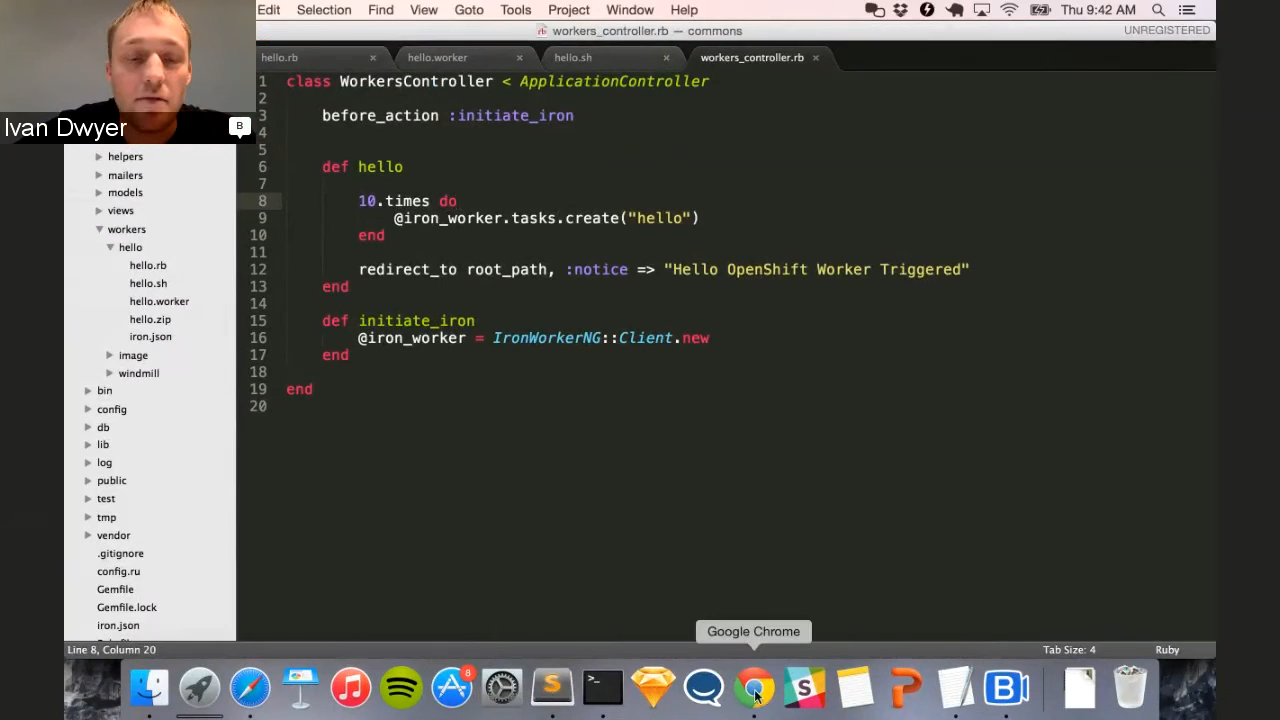 Edit Selection Find View Goto Tools Project Window Help Thu 9:42 AM
workers_controller.rb — commons
UNREGISTERED
hello.rb hello.worker hello.sh workers_controller.rb
Ivan Dwyer
B
helpers
mailers
models
views
workers
hello
hello.rb
hello.sh
hello.worker
hello.zip
iron.json
image
windmill
bin
config
db
lib
log
public
test
tmp
vendor
.gitignore
config.ru
Gemfile
Gemfile.lock
iron.json
1 class WorkersController < ApplicationController
2
3 before_action :initiate_iron
4
5
6 def hello
7
8 10.times do
9 @iron_worker.tasks.create("hello")
10 end
11
12 redirect_to root_path, :notice => "Hello OpenShift Worker Triggered"
13 end
14
15 def initiate_iron
16 @iron_worker = IronWorkerNG::Client.new
17 end
18
19 end
20
Google Chrome
Line 8, Column 20
Tab Size: 4
Ruby
8